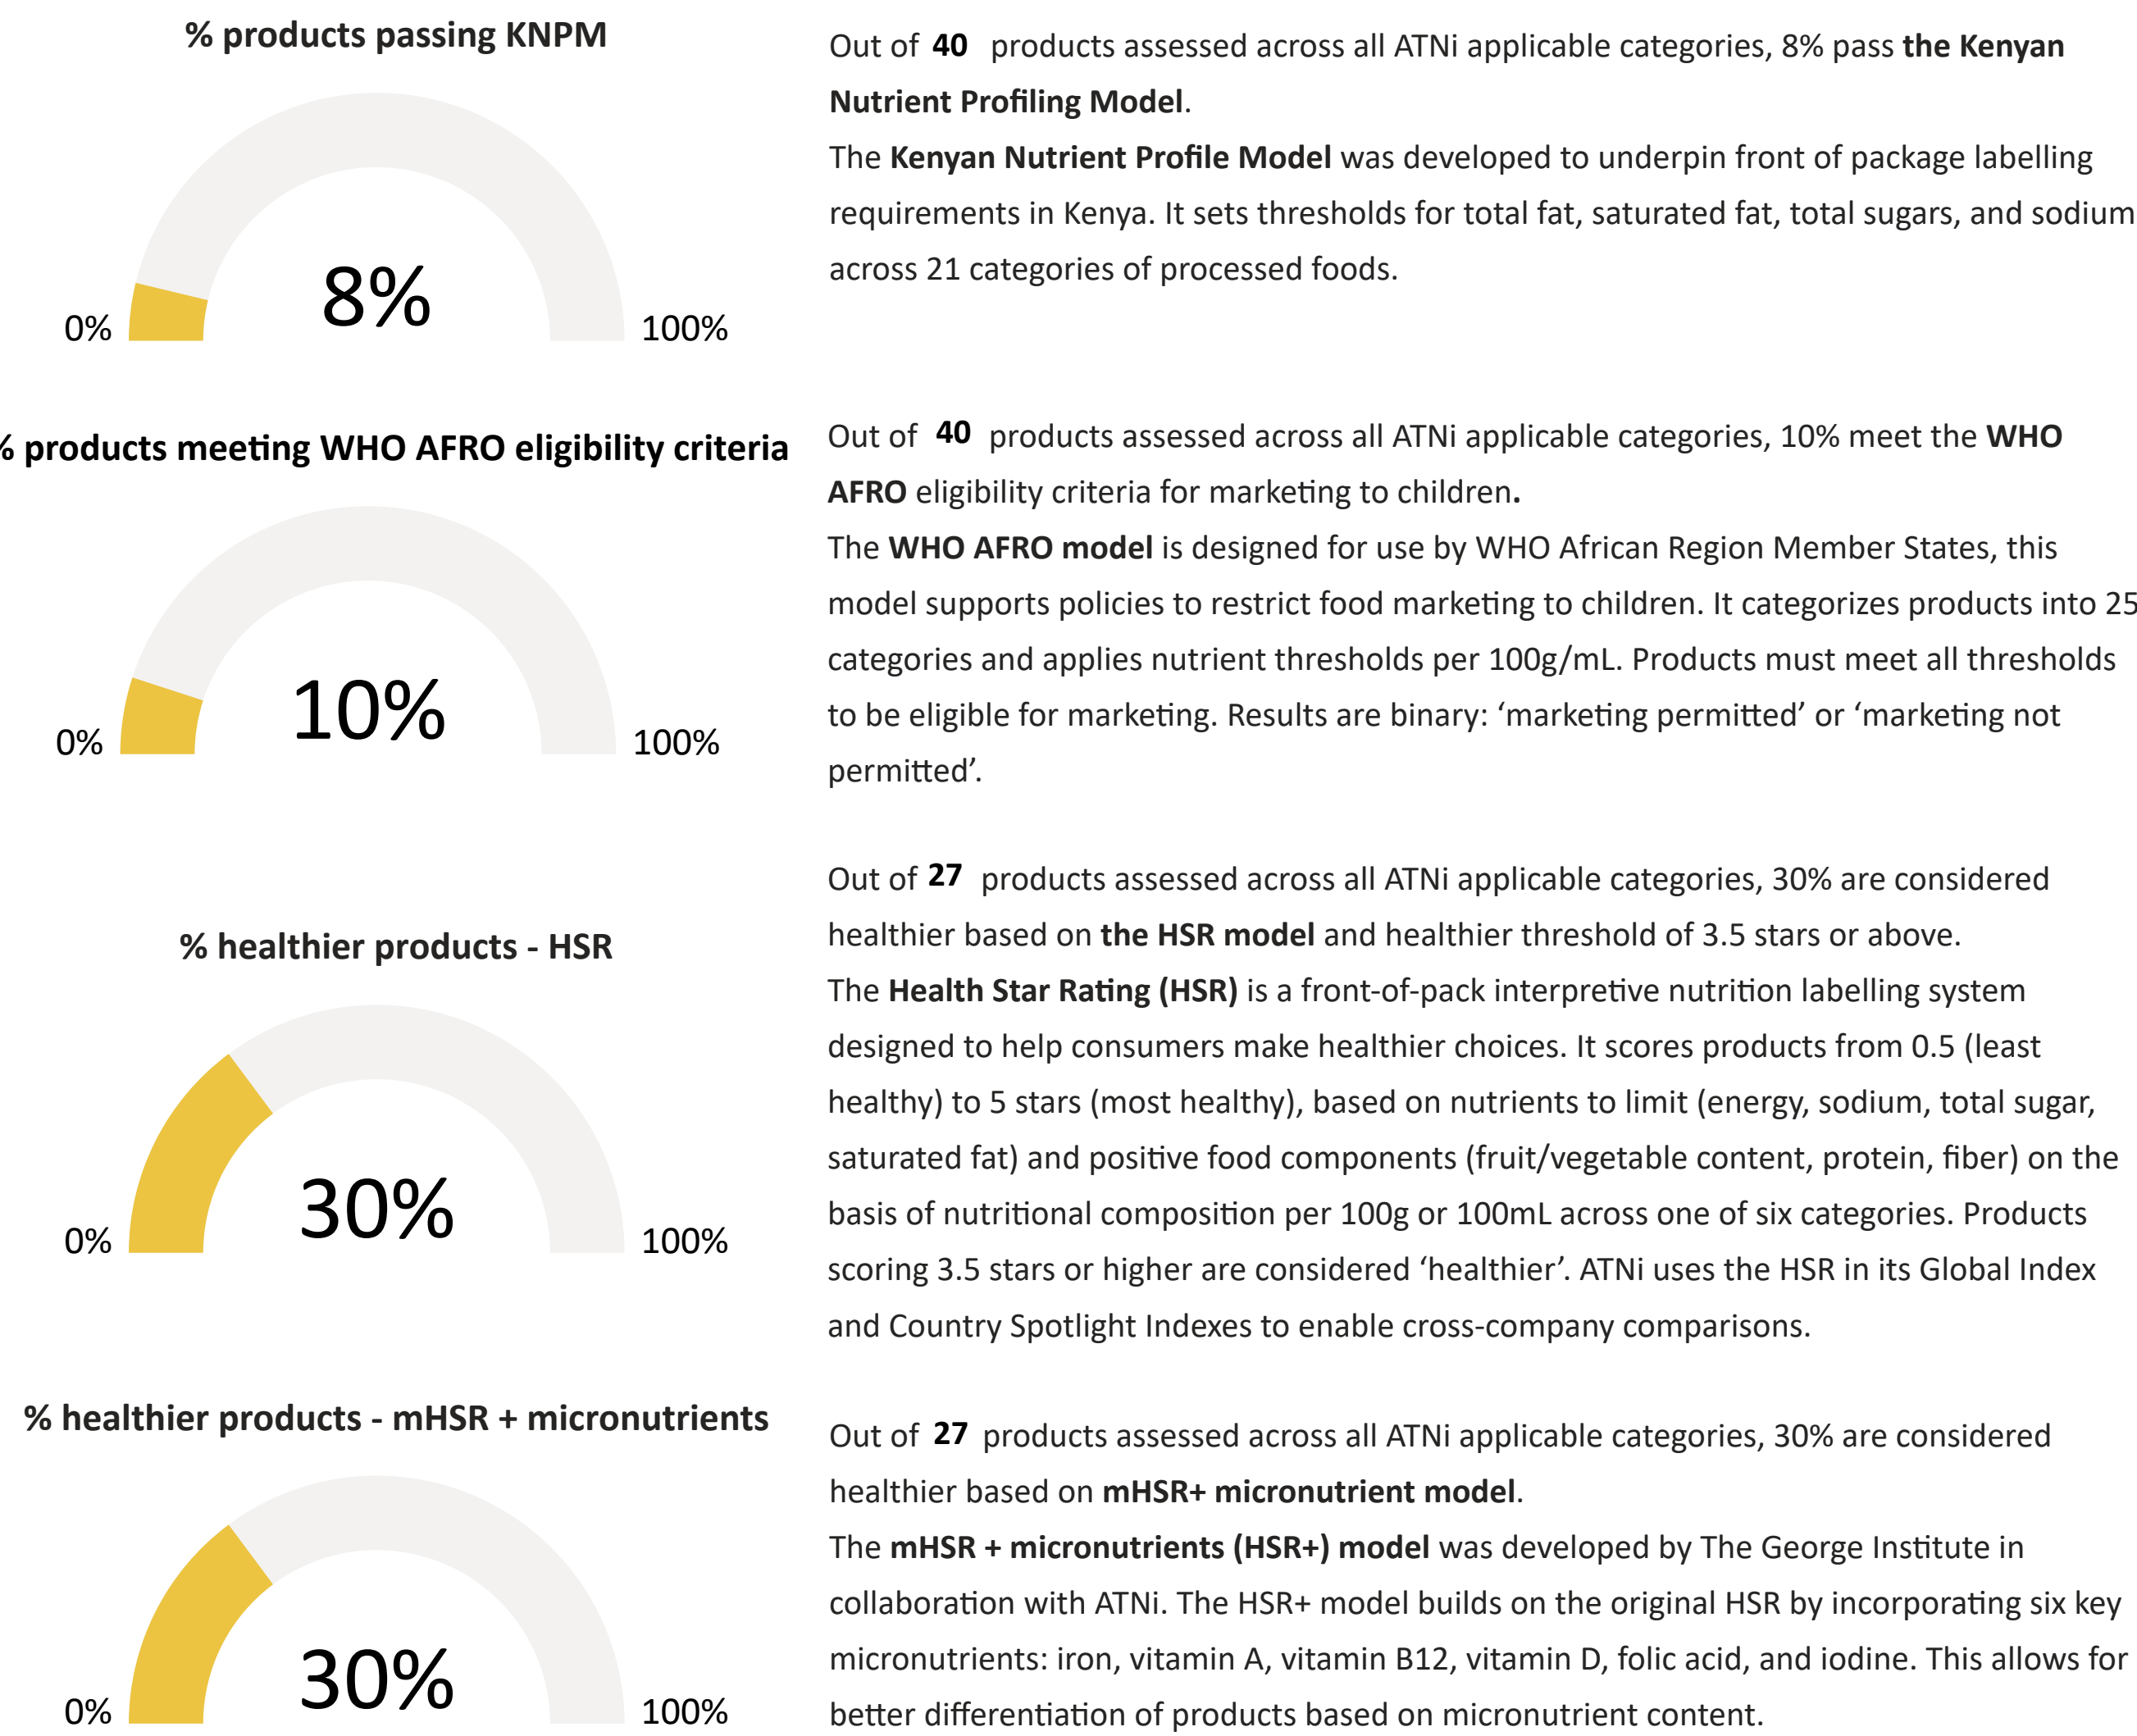 % products passing KNPM
8%
0%
100%
Out of 40 products assessed across all ATNi applicable categories, 8% pass the Kenyan
Nutrient Profiling Model.
The Kenyan Nutrient Profile Model was developed to underpin front of package labelling
requirements in Kenya. It sets thresholds for total fat, saturated fat, total sugars, and sodium
across 21 categories of processed foods.
% products meeting WHO AFRO eligibility criteria
10%
0%
100%
Out of 40 products assessed across all ATNi applicable categories, 10% meet the WHO
AFRO eligibility criteria for marketing to children.
The WHO AFRO model is designed for use by WHO African Region Member States, this
model supports policies to restrict food marketing to children. It categorizes products into 25
categories and applies nutrient thresholds per 100g/mL. Products must meet all thresholds
to be eligible for marketing. Results are binary: ‘marketing permitted’ or ‘marketing not
permitted’.
% healthier products - HSR
30%
0%
100%
Out of 27 products assessed across all ATNi applicable categories, 30% are considered
healthier based on the HSR model and healthier threshold of 3.5 stars or above.
The Health Star Rating (HSR) is a front-of-pack interpretive nutrition labelling system
designed to help consumers make healthier choices. It scores products from 0.5 (least
healthy) to 5 stars (most healthy), based on nutrients to limit (energy, sodium, total sugar,
saturated fat) and positive food components (fruit/vegetable content, protein, fiber) on the
basis of nutritional composition per 100g or 100mL across one of six categories. Products
scoring 3.5 stars or higher are considered ‘healthier’. ATNi uses the HSR in its Global Index
and Country Spotlight Indexes to enable cross-company comparisons.
% healthier products - mHSR + micronutrients
30%
0%
100%
Out of 27 products assessed across all ATNi applicable categories, 30% are considered
healthier based on mHSR+ micronutrient model.
The mHSR + micronutrients (HSR+) model was developed by The George Institute in
collaboration with ATNi. The HSR+ model builds on the original HSR by incorporating six key
micronutrients: iron, vitamin A, vitamin B12, vitamin D, folic acid, and iodine. This allows for
better differentiation of products based on micronutrient content.